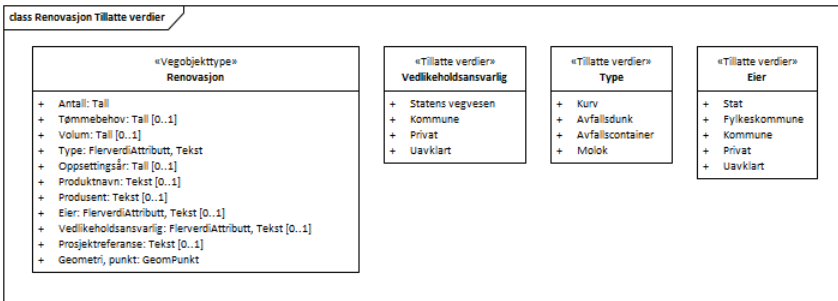 class Renovasjon Tillatte verdier
«Vegobjekttype»
Renovasjon
+ Antall: Tall
+ Tømmebehov: Tall [0..1]
+ Volum: Tall [0..1]
+ Type: FlerverdiAttributt, Tekst
+ Oppsettingsår: Tall [0..1]
+ Produktnavn: Tekst [0..1]
+ Produsent: Tekst [0..1]
+ Eier: FlerverdiAttributt, Tekst [0..1]
+ Vedlikeholdsansvarlig: FlerverdiAttributt, Tekst [0..1]
+ Prosjektreferanse: Tekst [0..1]
+ Geometri, punkt: GeomPunkt
«Tillatte verdier»
Vedlikeholdsansvarlig
+ Statens vegvesen
+ Kommune
+ Privat
+ Uavklart
«Tillatte verdier»
Type
+ Kurv
+ Avfallsdunk
+ Avfallscontainer
+ Molok
«Tillatte verdier»
Eier
+ Stat
+ Fylkeskommune
+ Kommune
+ Privat
+ Uavklart